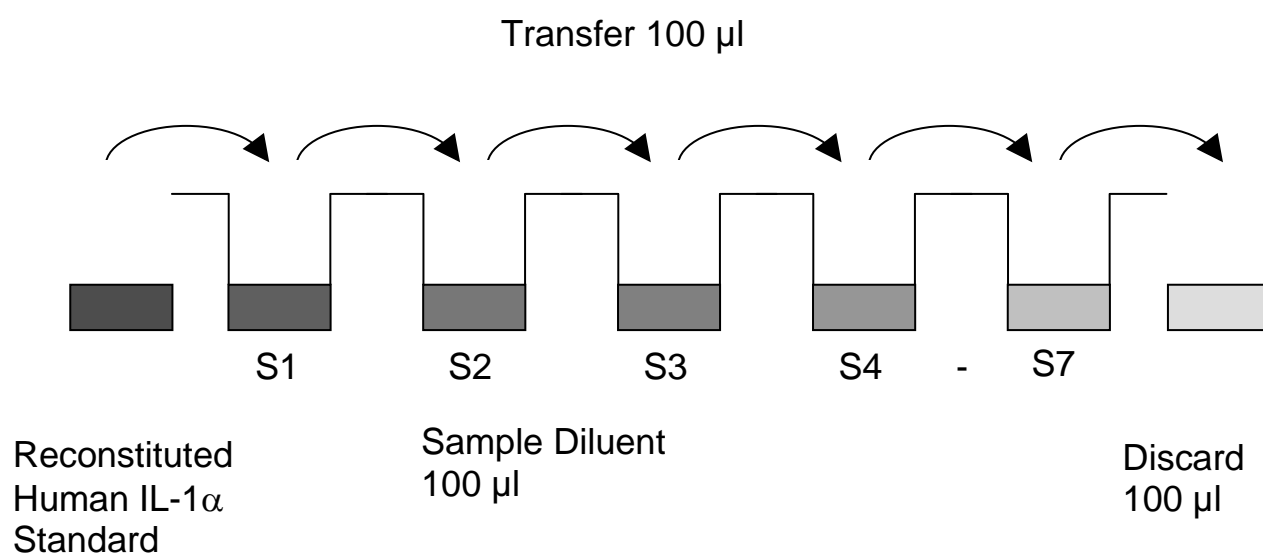 Transfer 100 µl
S1 S2 S3 S4 - S7
Reconstituted
Human IL-1α
Standard
Sample Diluent
100 µl
Discard
100 µl